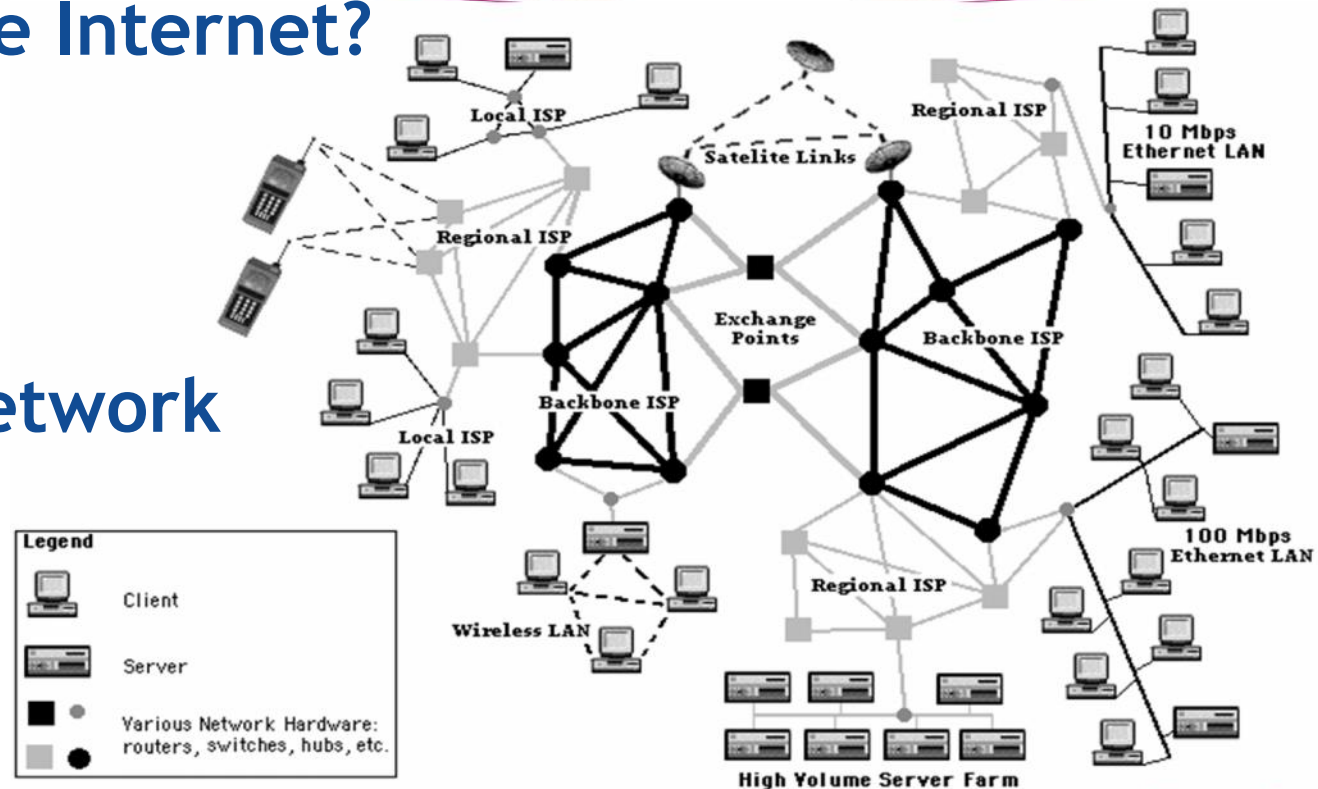 e Internet?
Local ISP
Regional ISP
Satelite Links
10 Mbps
Ethernet LAN
Regional ISP
Exchange
Points
Backbone ISP
etwork
Backbone ISP
Local ISP
Legend
Client
Server
Various Network Hardware:
routers, switches, hubs, etc.
100 Mbps
Ethernet LAN
Regional ISP
Wireless LAN
High Volume Server Farm